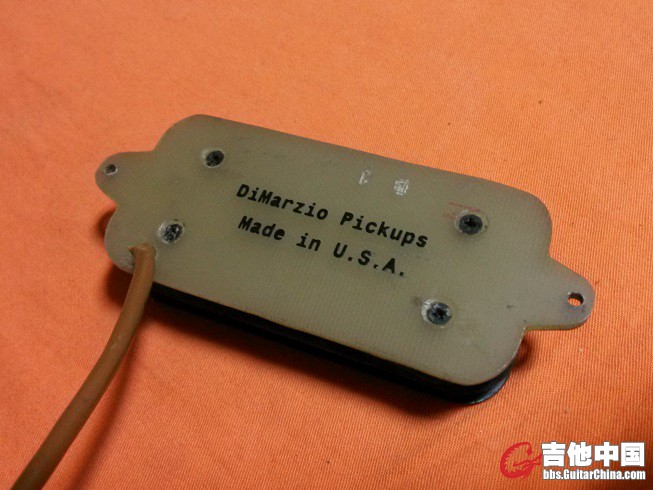 DiMarzio Pickups
Made in U.S.A.
吉他中国
bbs.GuitarChina.com